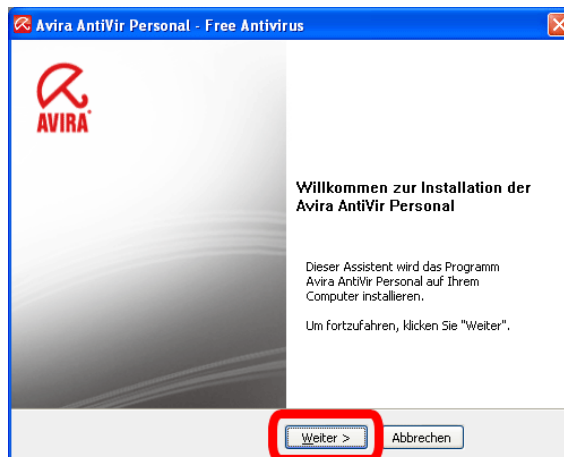 Avira AntiVir Personal - Free Antivirus
AVIRA
Willkommen zur Installation der
Avira AntiVir Personal
Dieser Assistent wird das Programm
Avira AntiVir Personal auf Ihrem
Computer installieren.
Um fortzufahren, klicken Sie "Weiter".
Weiter >
Abbrechen